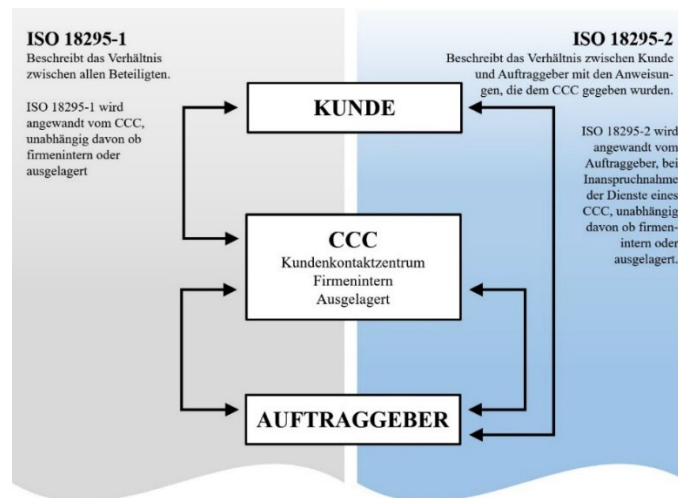 ISO 18295-1
Beschreibt das Verhältnis
zwischen allen Beteiligten.
ISO 18295-1 wird
angewandt vom CCC,
unabhängig davon ob
firmenintern oder
ausgelagert
ISO 18295-2
Beschreibt das Verhältnis zwischen Kunde
und Auftraggeber mit den Anweisun-
gen, die dem CCC gegeben wurden.
ISO 18295-2 wird
angewandt vom
Auftraggeber, bei
Inanspruchnahme
der Dienste eines
CCC, unabhängig
davon ob firmen-
intern oder
ausgelagert.
KUNDE
CCC
Kundenkontaktzentrum
Firmenintern
Ausgelagert
AUFTRAGGEBER